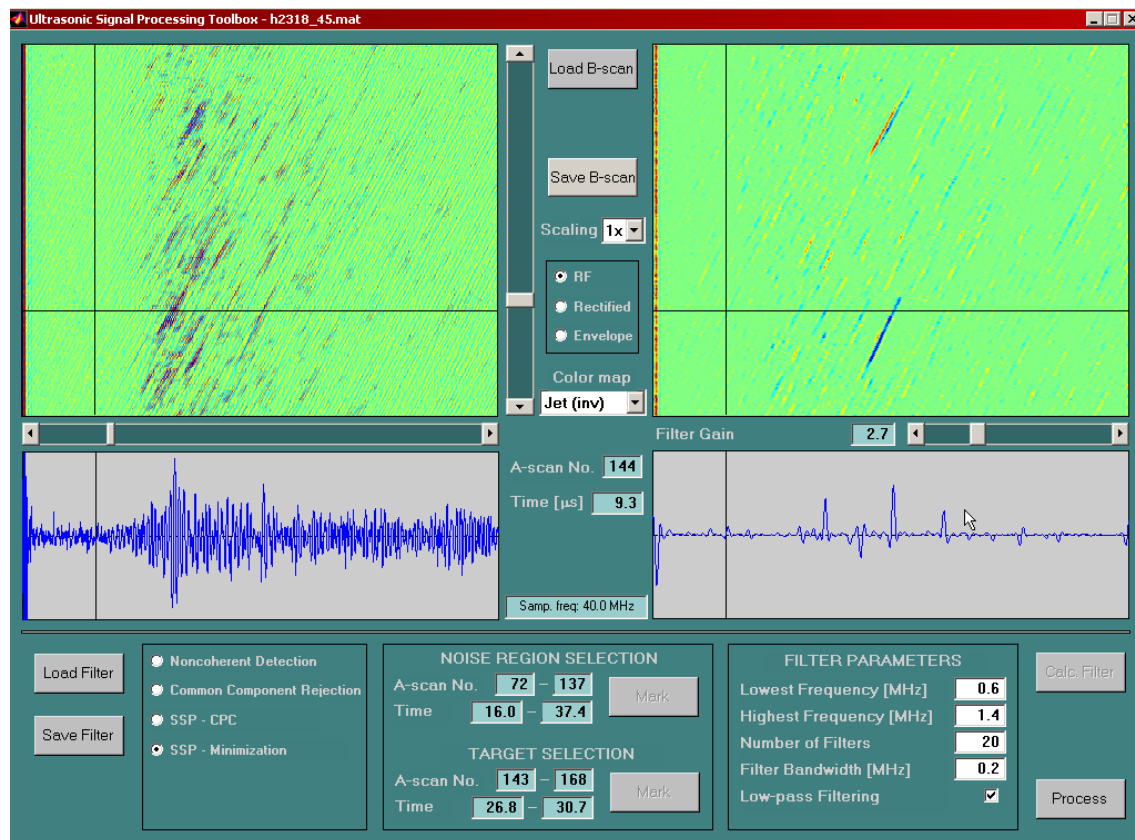 Ultrasonic Signal Processing Toolbox - h2318_45.mat
Load B-scan
Save B-scan
Scaling 1x
RF
Rectified
Envelope
Color map
Jet (inv)
Filter Gain 2.7
A-scan No. 144
Time [µs] 9.3
Samp. freq: 40.0 MHz
Load Filter
Save Filter
Noncoherent Detection
Common Component Rejection
SSP - CPC
SSP - Minimization
NOISE REGION SELECTION
A-scan No. 72 - 137
Time 16.0 - 37.4
Mark
TARGET SELECTION
A-scan No. 143 - 168
Time 26.8 - 30.7
Mark
FILTER PARAMETERS
Lowest Frequency [MHz] 0.6
Highest Frequency [MHz] 1.4
Number of Filters 20
Filter Bandwidth [MHz] 0.2
Low-pass Filtering
Calc. Filter
Process